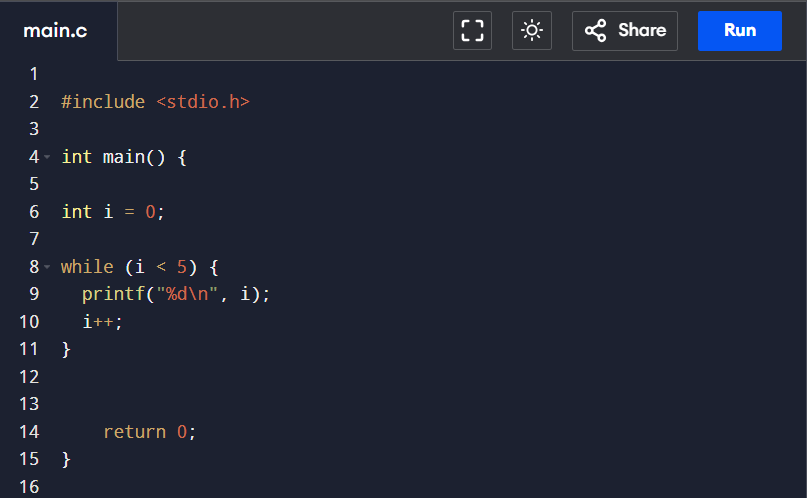 main.c Share Run
1
2 #include <stdio.h>
3
4 int main() {
5
6 int i = 0;
7
8 while (i < 5) {
9   printf("%d\n", i);
10   i++;
11 }
12
13
14     return 0;
15 }
16